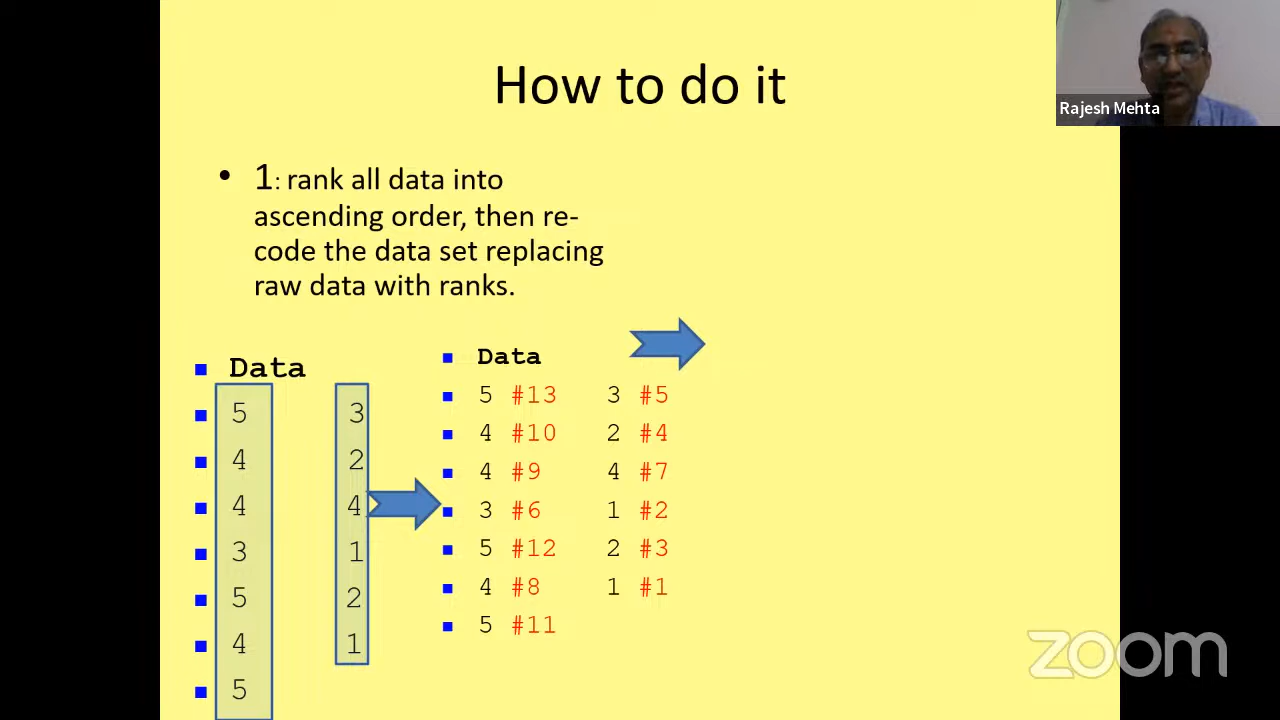 How to do it
Rajesh Mehta
• 1: rank all data into
ascending order, then re-
code the data set replacing
raw data with ranks.
Data
5 3
4 2
4 4
3 1
5 2
4 1
5
Data
5 #13 3 #5
4 #10 2 #4
4 #9 4 #7
3 #6 1 #2
5 #12 2 #3
4 #8 1 #1
5 #11
zoom